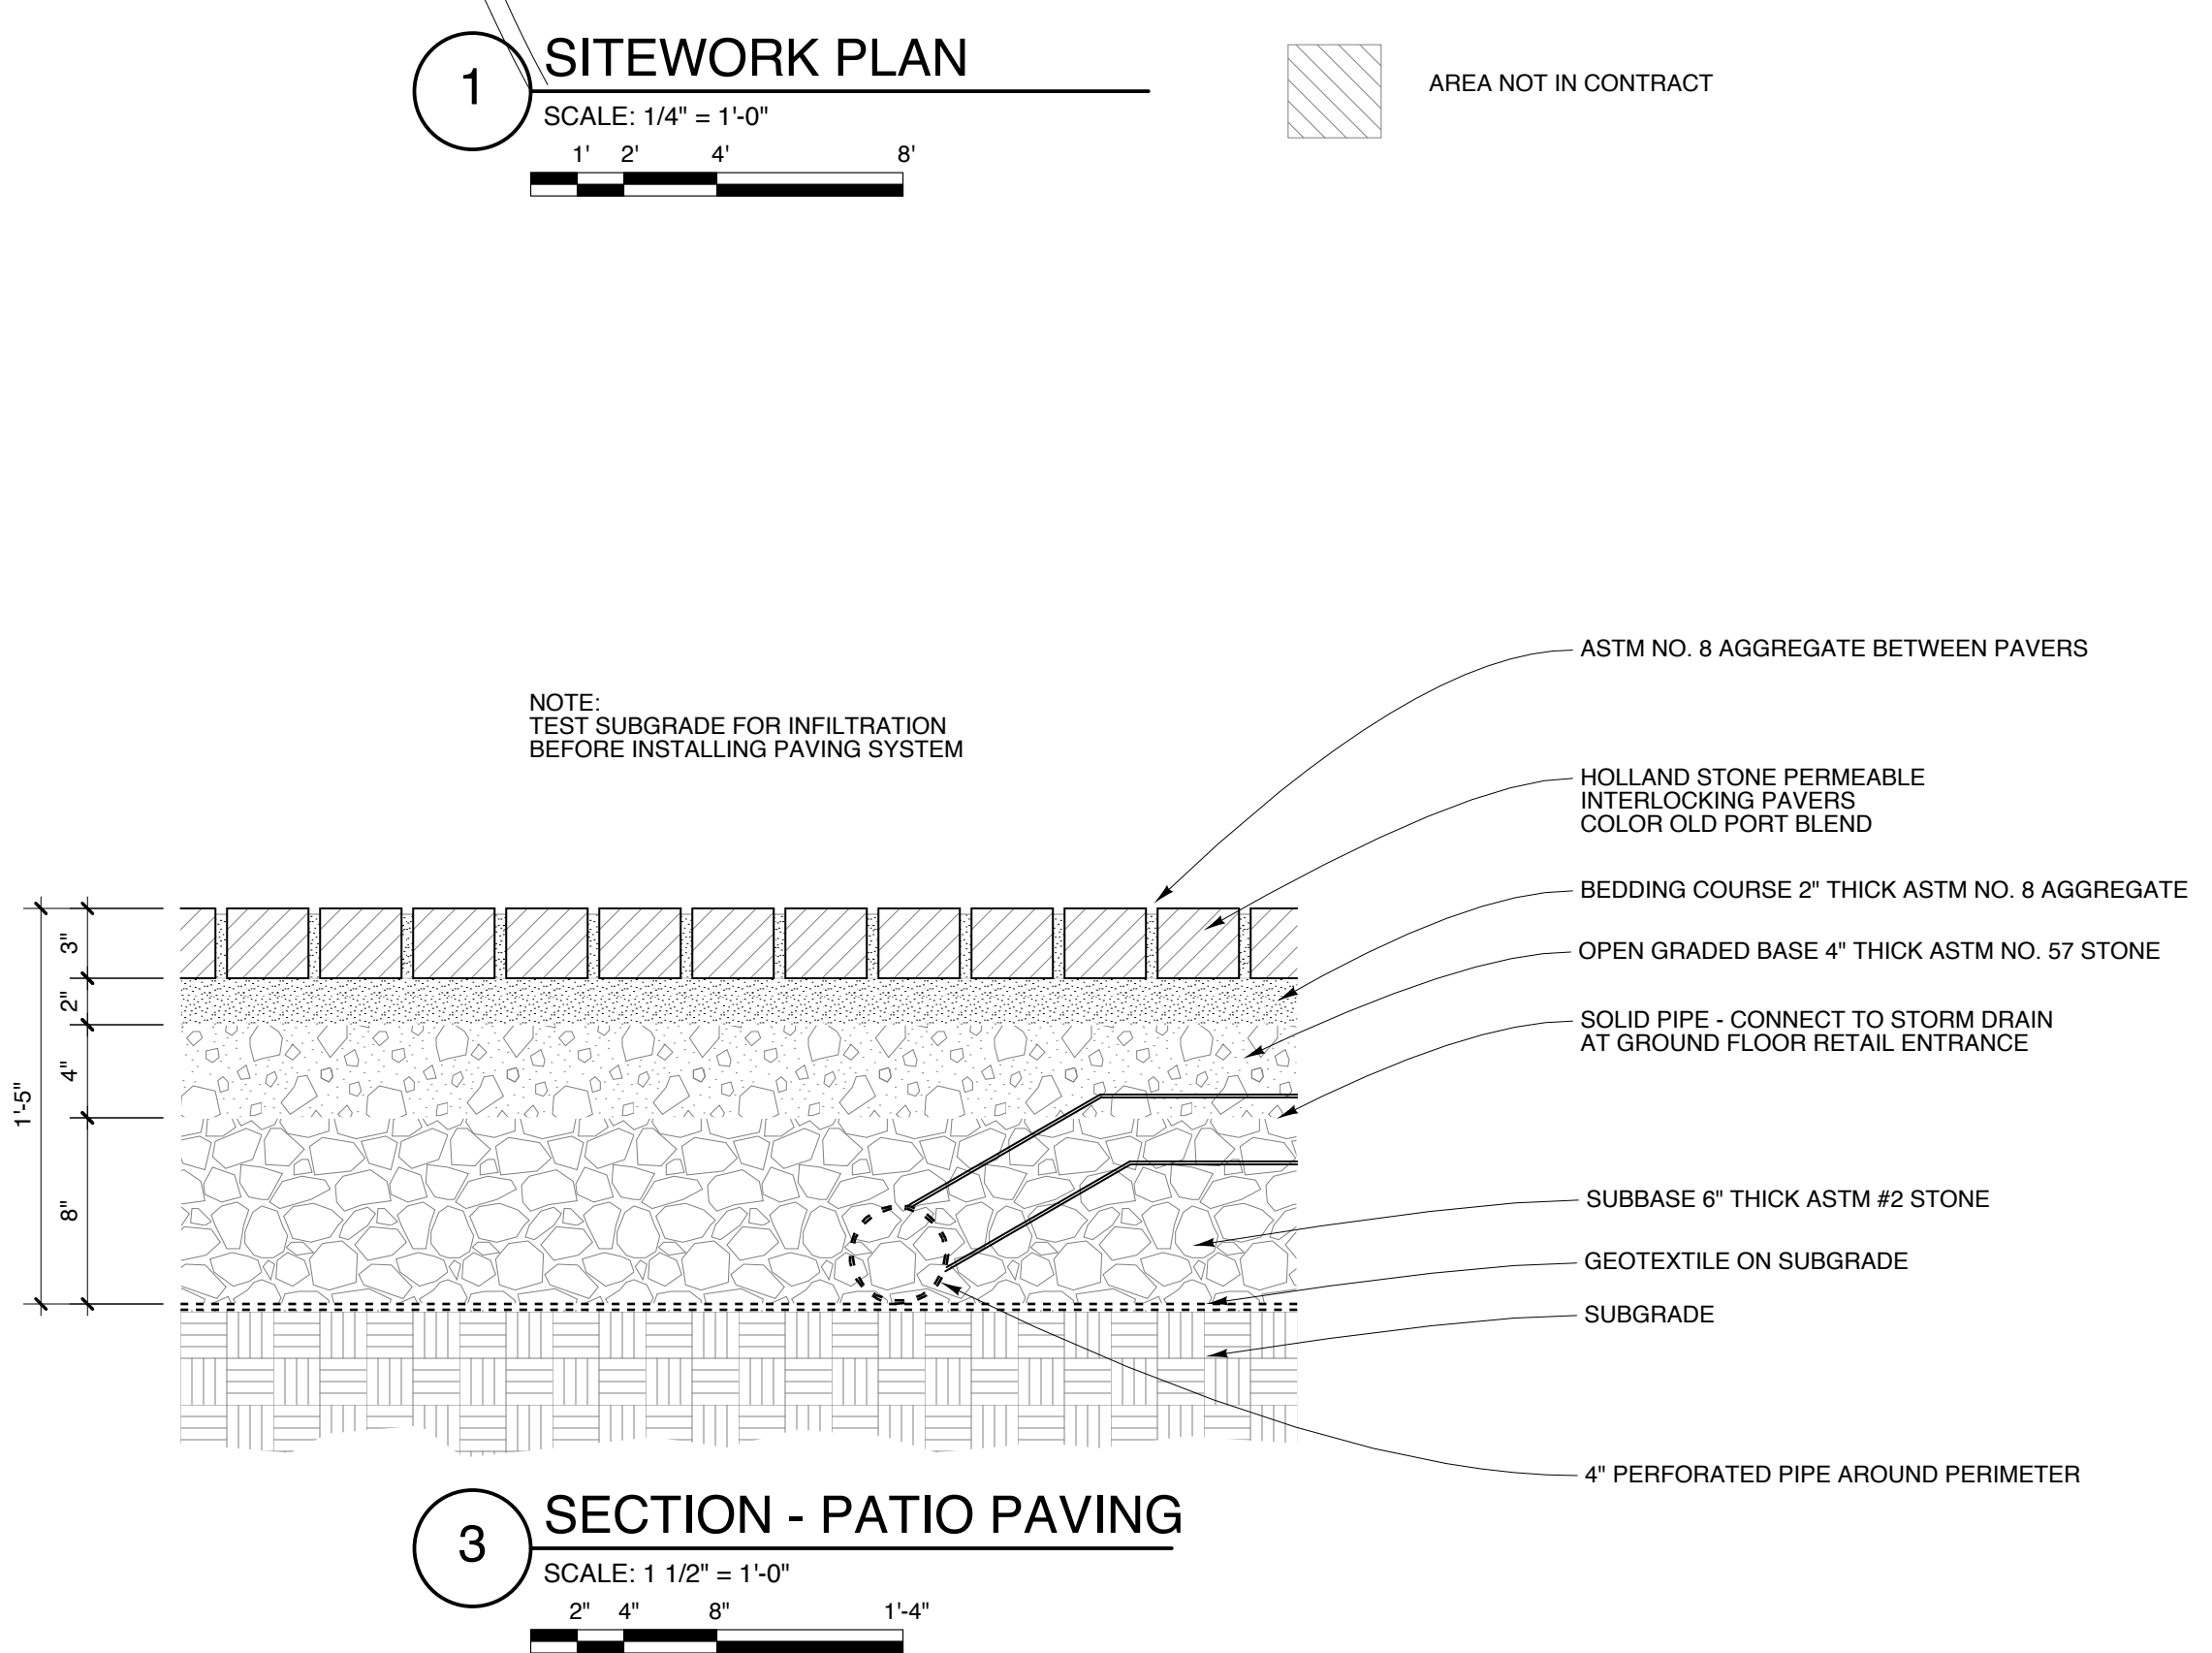 1
SITEWORK PLAN
SCALE: 1/4" = 1'-0"
1' 2' 4' 8'
AREA NOT IN CONTRACT
NOTE:
TEST SUBGRADE FOR INFILTRATION
BEFORE INSTALLING PAVING SYSTEM
ASTM NO. 8 AGGREGATE BETWEEN PAVERS
HOLLAND STONE PERMEABLE
INTERLOCKING PAVERS
COLOR OLD PORT BLEND
BEDDING COURSE 2" THICK ASTM NO. 8 AGGREGATE
OPEN GRADED BASE 4" THICK ASTM NO. 57 STONE
SOLID PIPE - CONNECT TO STORM DRAIN
AT GROUND FLOOR RETAIL ENTRANCE
SUBBASE 6" THICK ASTM #2 STONE
GEOTEXTILE ON SUBGRADE
SUBGRADE
4" PERFORATED PIPE AROUND PERIMETER
3"
2"
4"
8"
1'-5"
3
SECTION - PATIO PAVING
SCALE: 1 1/2" = 1'-0"
2" 4" 8" 1'-4"